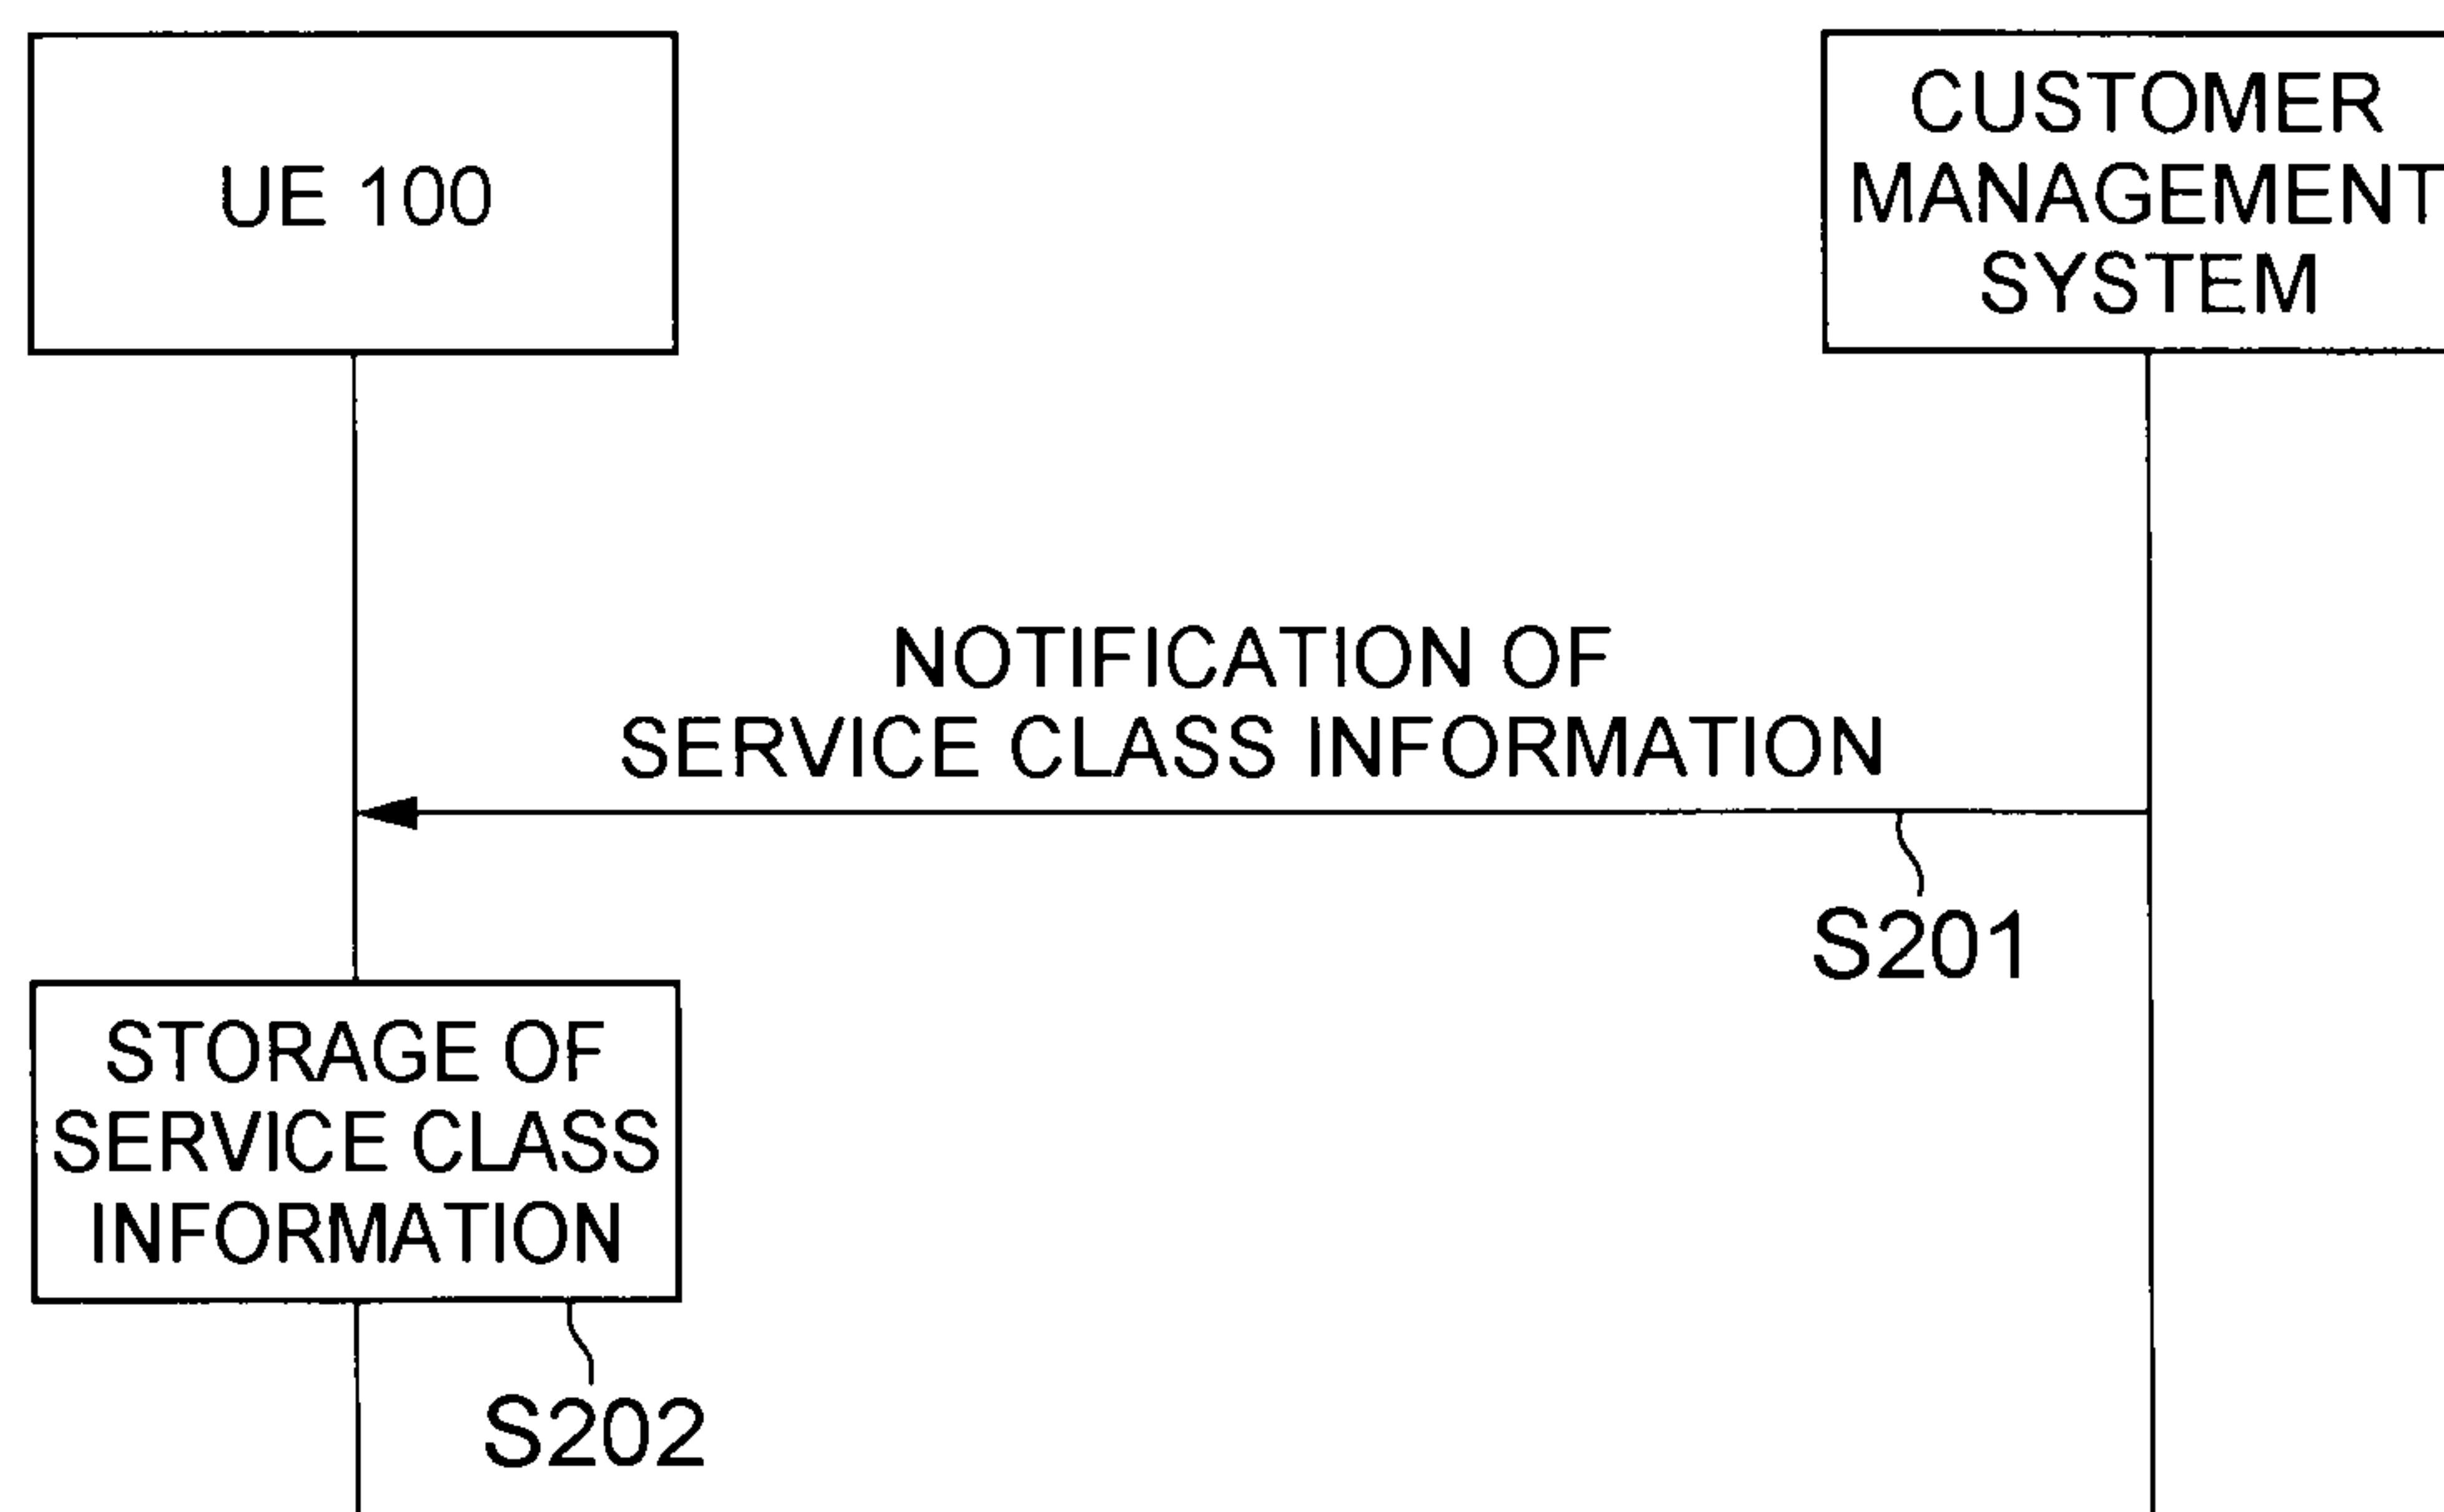 UE 100
CUSTOMER
MANAGEMENT
SYSTEM
NOTIFICATION OF
SERVICE CLASS INFORMATION
S201
STORAGE OF
SERVICE CLASS
INFORMATION
S202